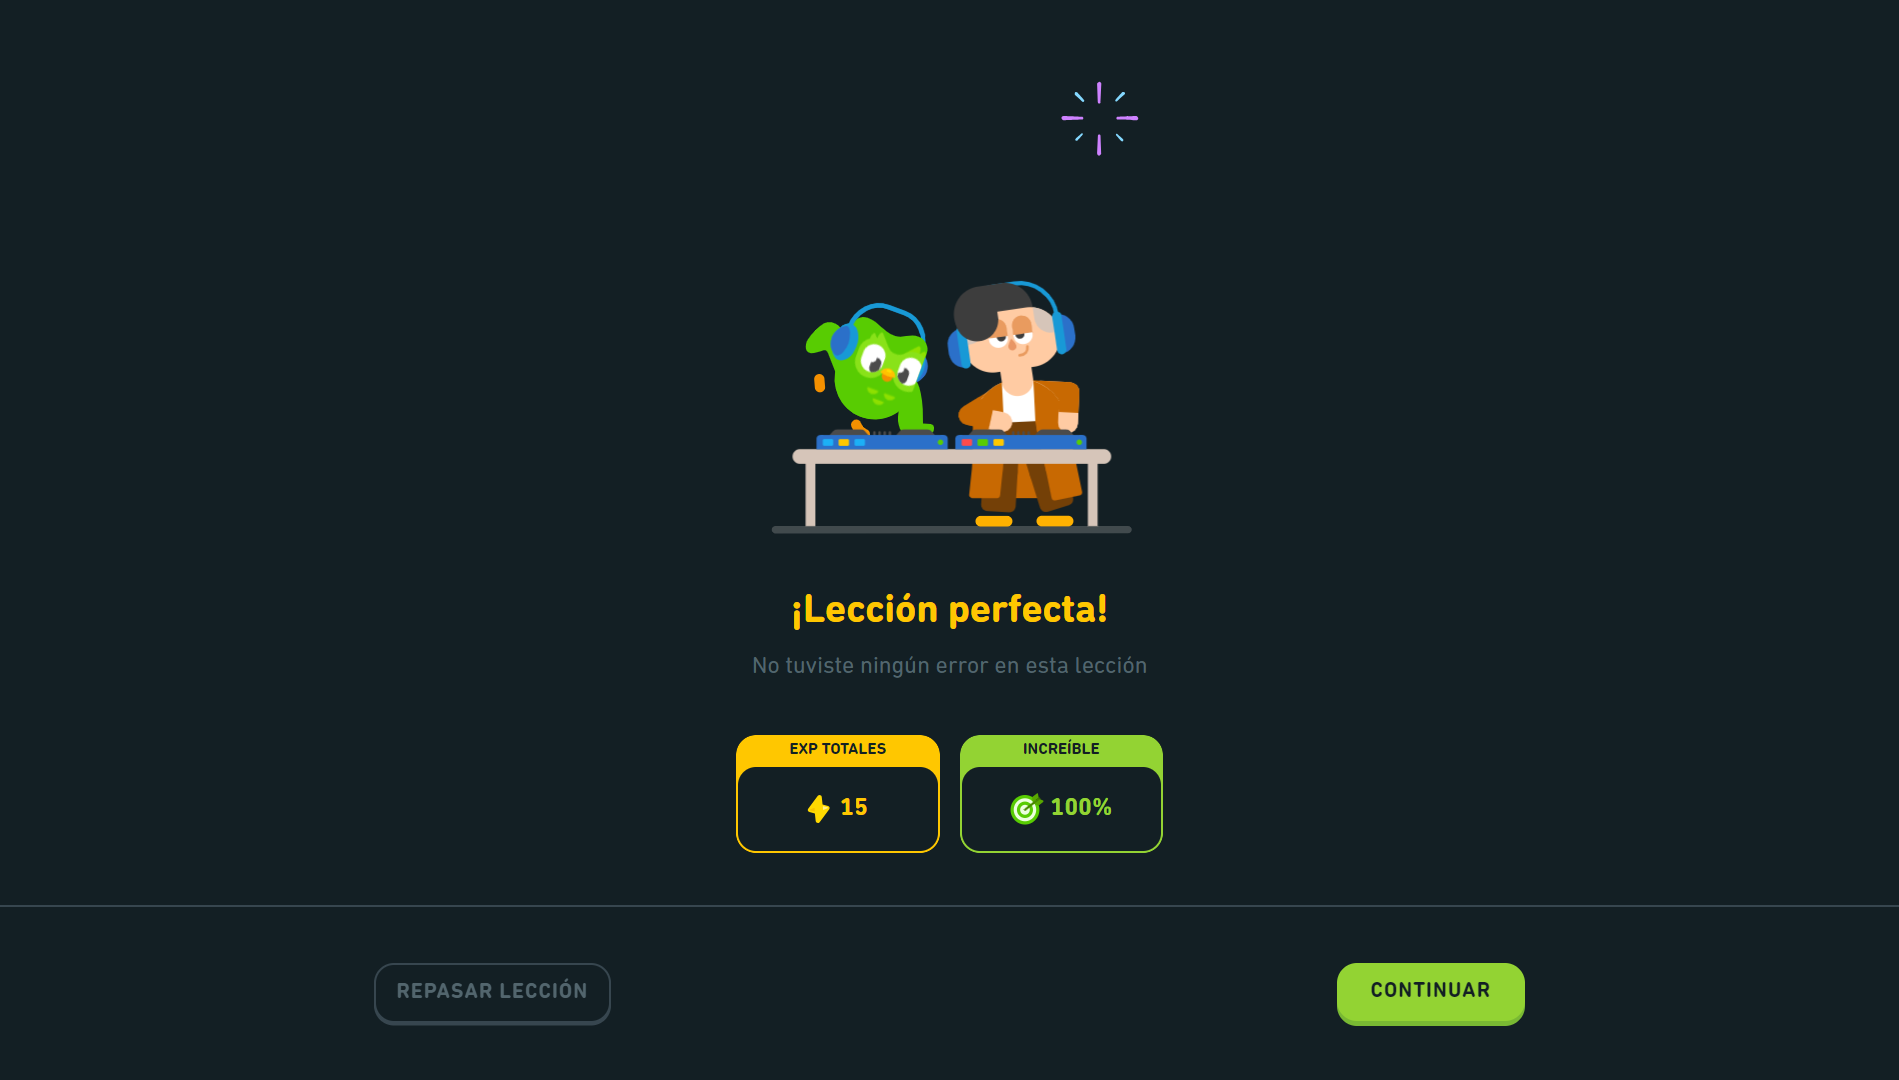 ¡Lección perfecta!
No tuviste ningún error en esta lección
EXP TOTALES
15
INCREÍBLE
100%
REPASAR LECCIÓN
CONTINUAR